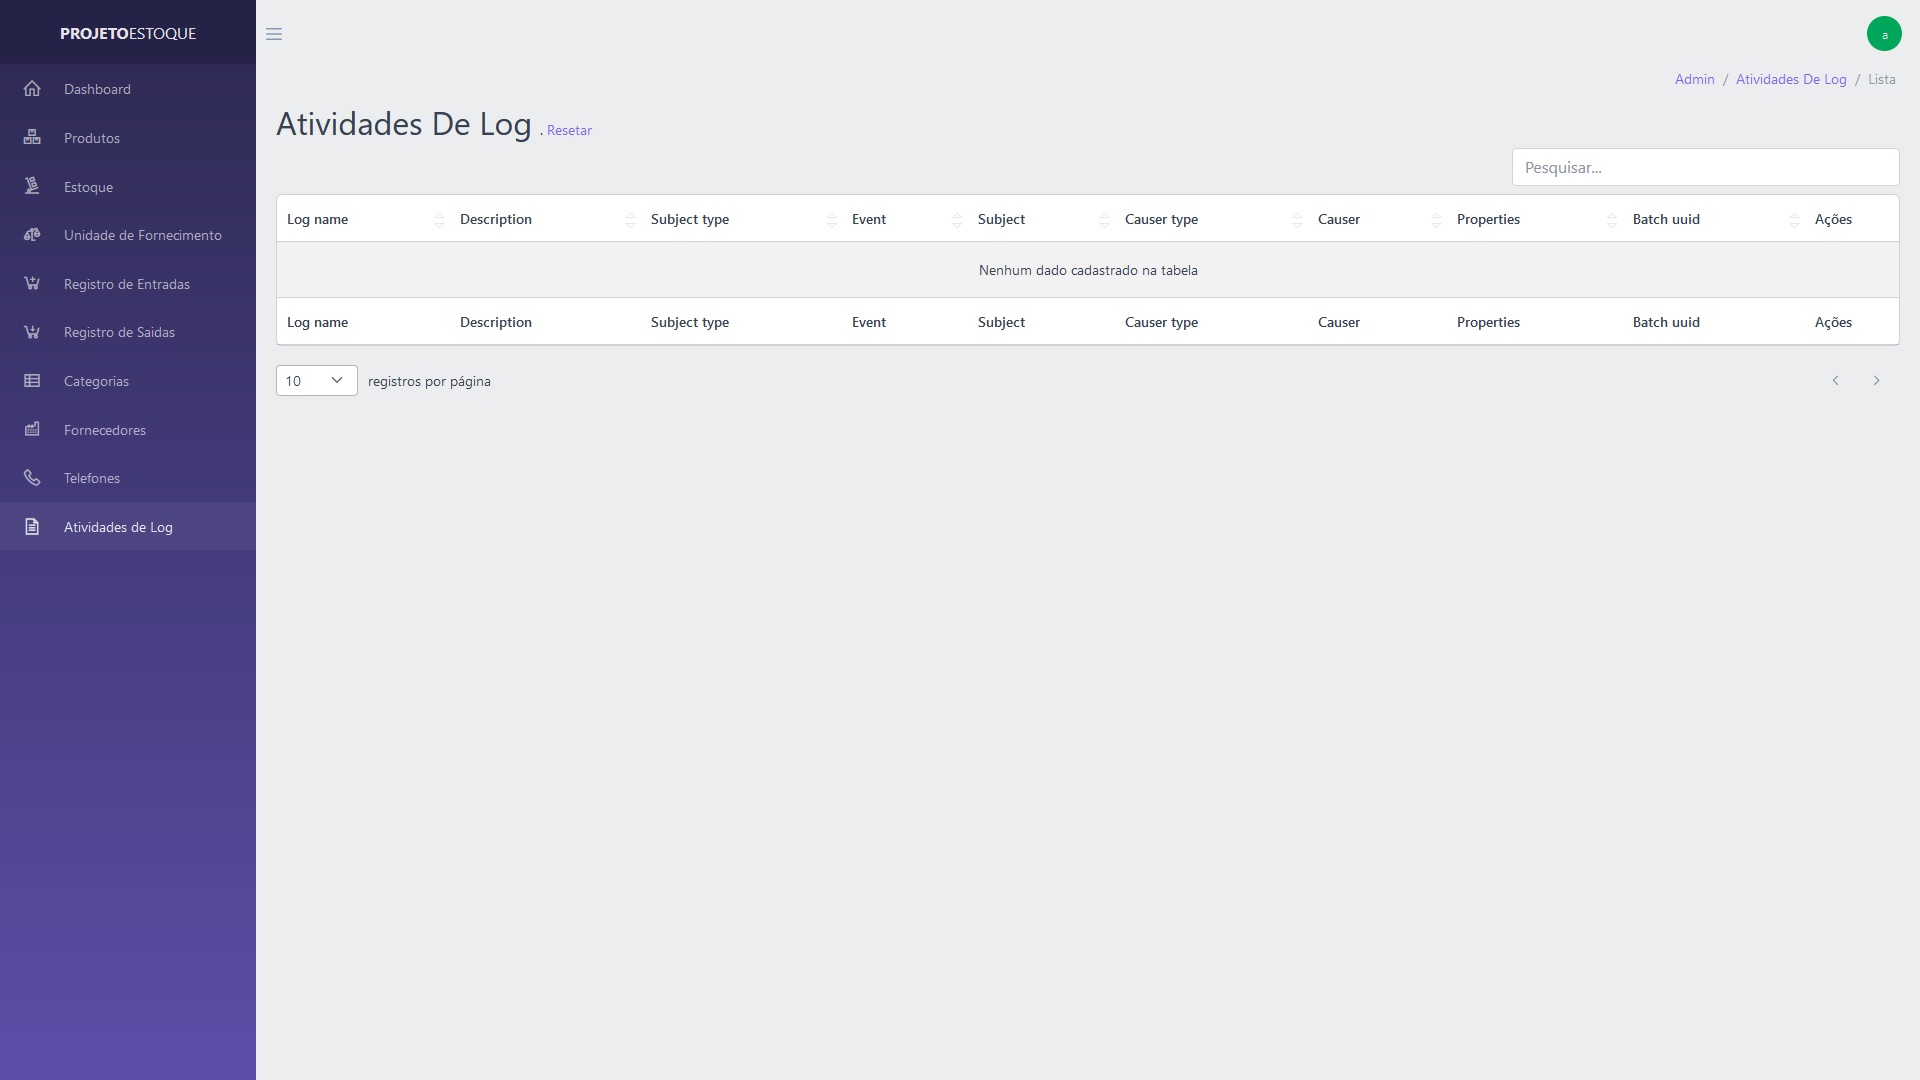 PROJETOESTOQUE
a
Dashboard
Produtos
Estoque
Unidade de Fornecimento
Registro de Entradas
Registro de Saidas
Categorias
Fornecedores
Telefones
Atividades de Log
Admin / Atividades De Log / Lista
Atividades De Log . Resetar
Pesquisar...
Log name Description Subject type Event Subject Causer type Causer Properties Batch uuid Ações
Nenhum dado cadastrado na tabela
Log name Description Subject type Event Subject Causer type Causer Properties Batch uuid Ações
10 registros por página